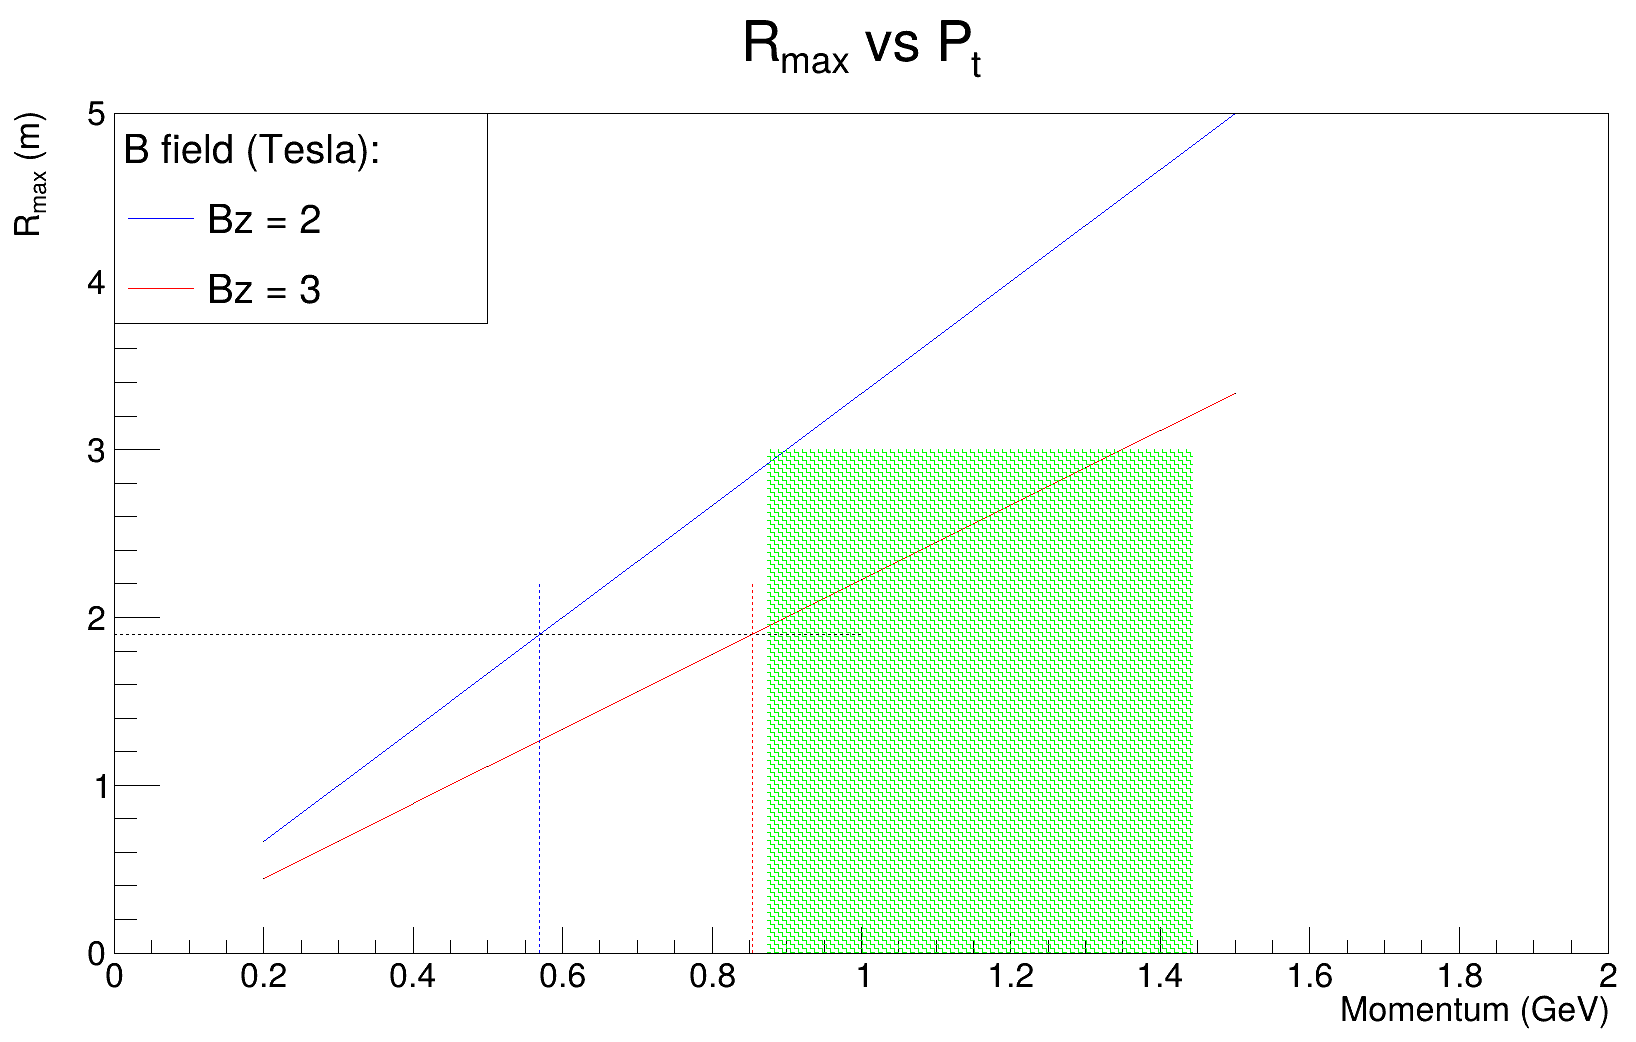 R_max vs P_t
R_max (m)
B field (Tesla):
Bz = 2
Bz = 3
5
4
3
2
1
0
0 0.2 0.4 0.6 0.8 1 1.2 1.4 1.6 1.8 2
Momentum (GeV)